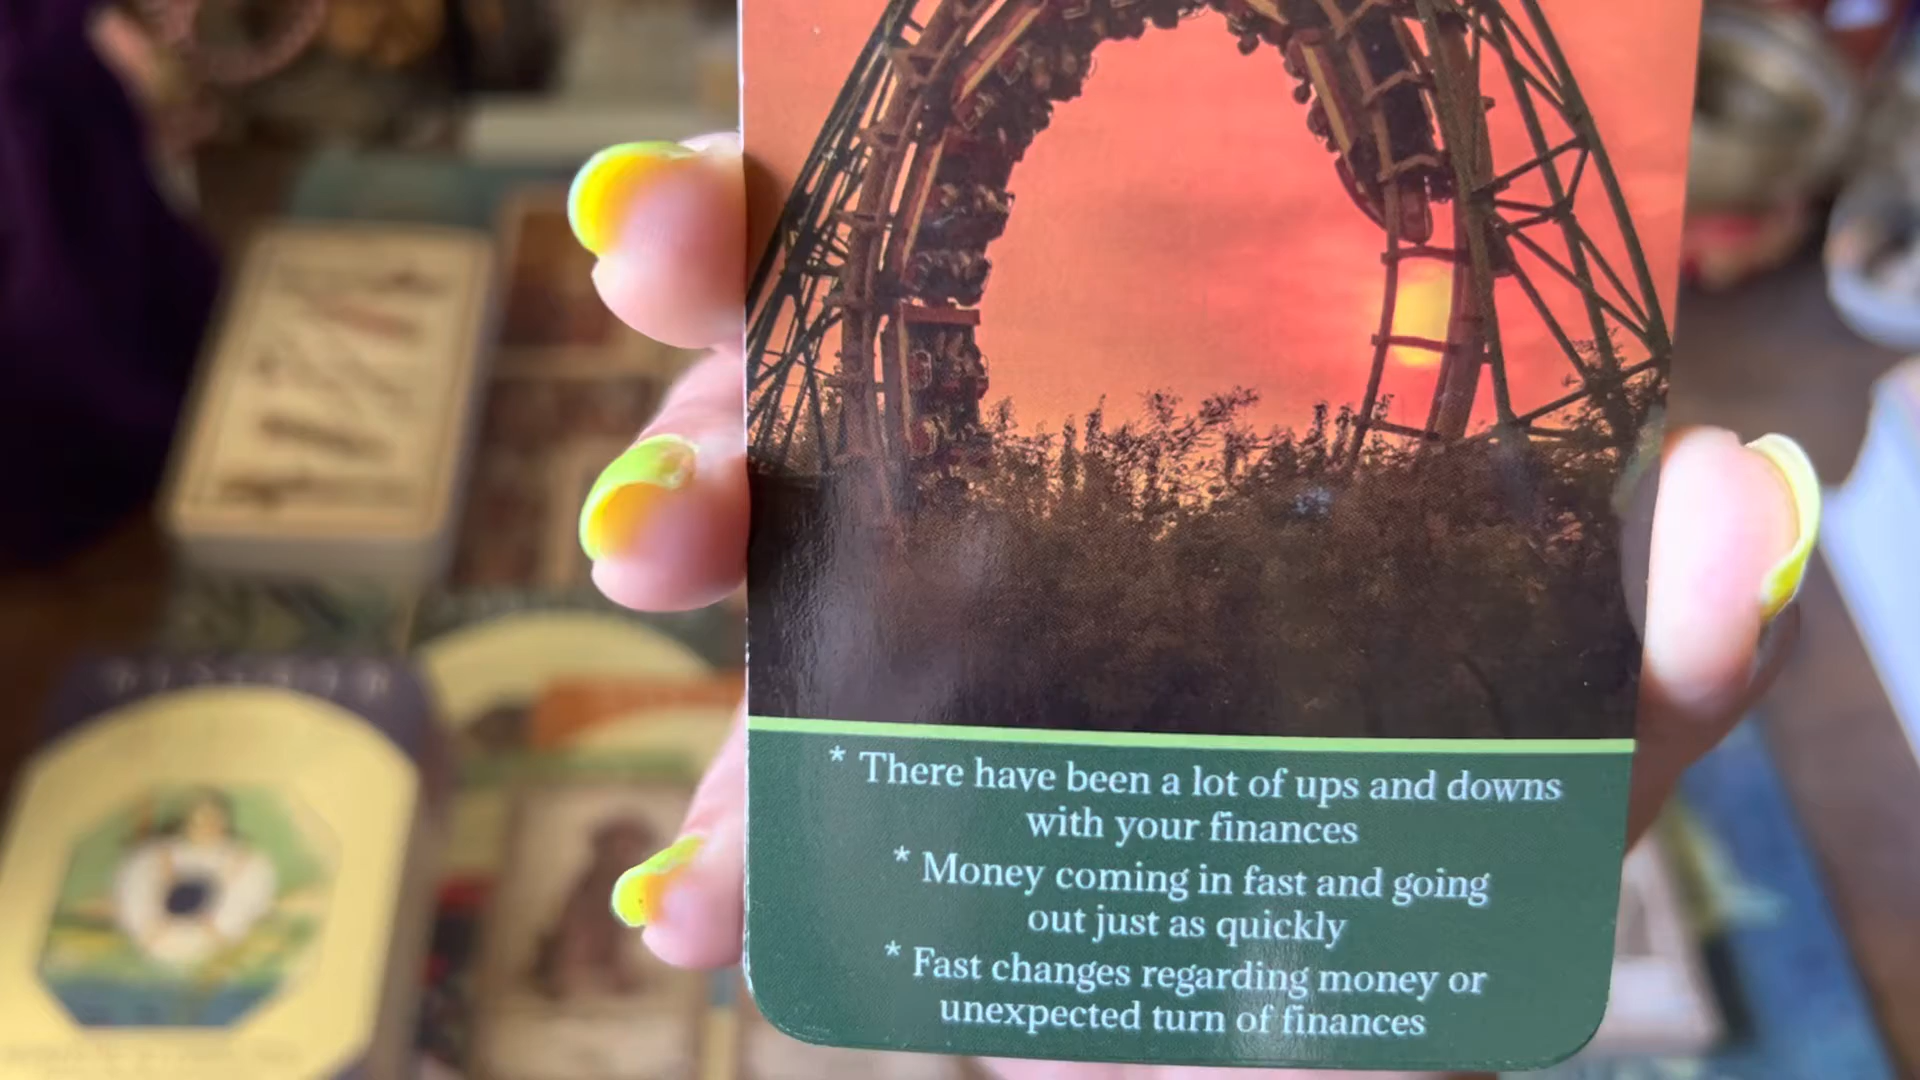 * There have been a lot of ups and downs
with your finances
* Money coming in fast and going
out just as quickly
* Fast changes regarding money or
unexpected turn of finances